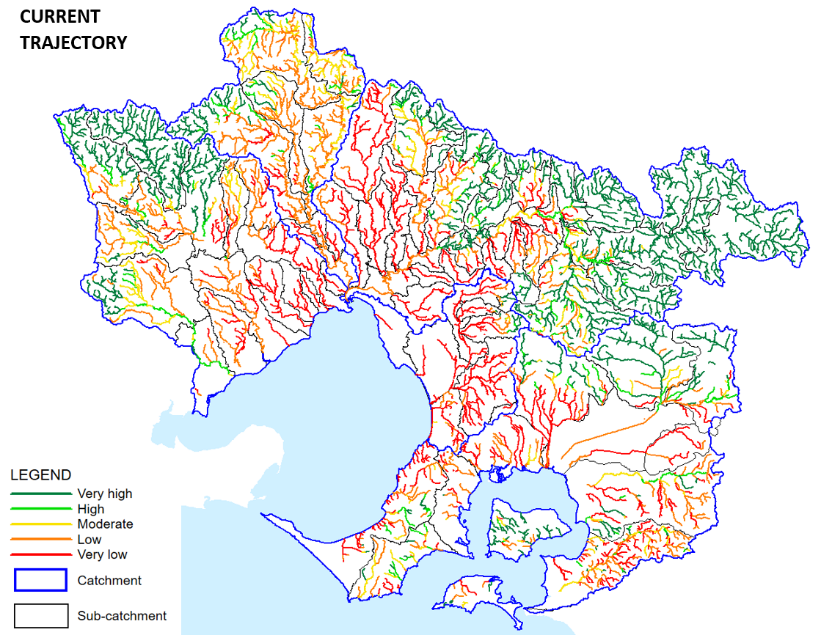 CURRENT
TRAJECTORY
LEGEND
Very high
High
Moderate
Low
Very low
Catchment
Sub-catchment